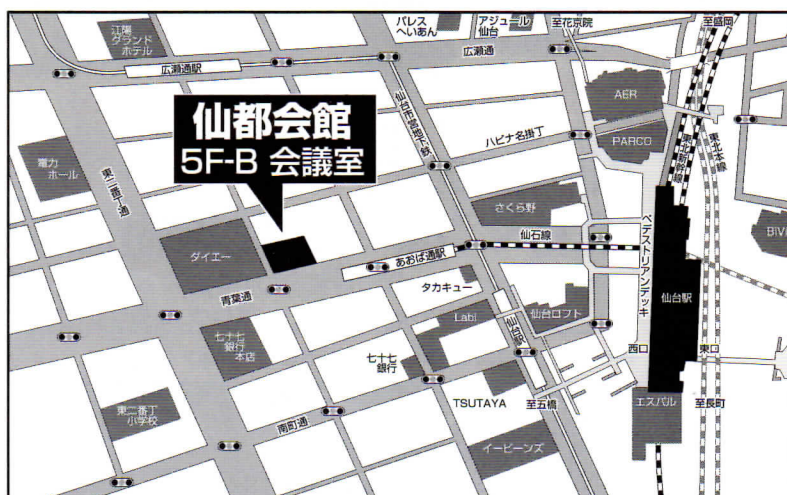 江陽
グランド
ホテル
パレス
へいあん
アジュール
仙台
至花京院
至盛岡
広瀬通
広瀬通駅
仙都会館
5F-B 会議室
仙台市営地下鉄
AER
PARCO
ハピナ名掛丁
東北新幹線
東北本線
電力
ホール
東二番丁通
さくら野
仙石線
ペデストリアンデッキ
BIVI
ダイエー
あおば通駅
青葉通
タカキュー
Labi
仙台ロフト
仙台駅
仙台駅
七十七
銀行
本店
七十七
銀行
西口
東口
東二番丁
小学校
南町通
TSUTAYA
至五橋
エスパル
至長町
イービーンズ